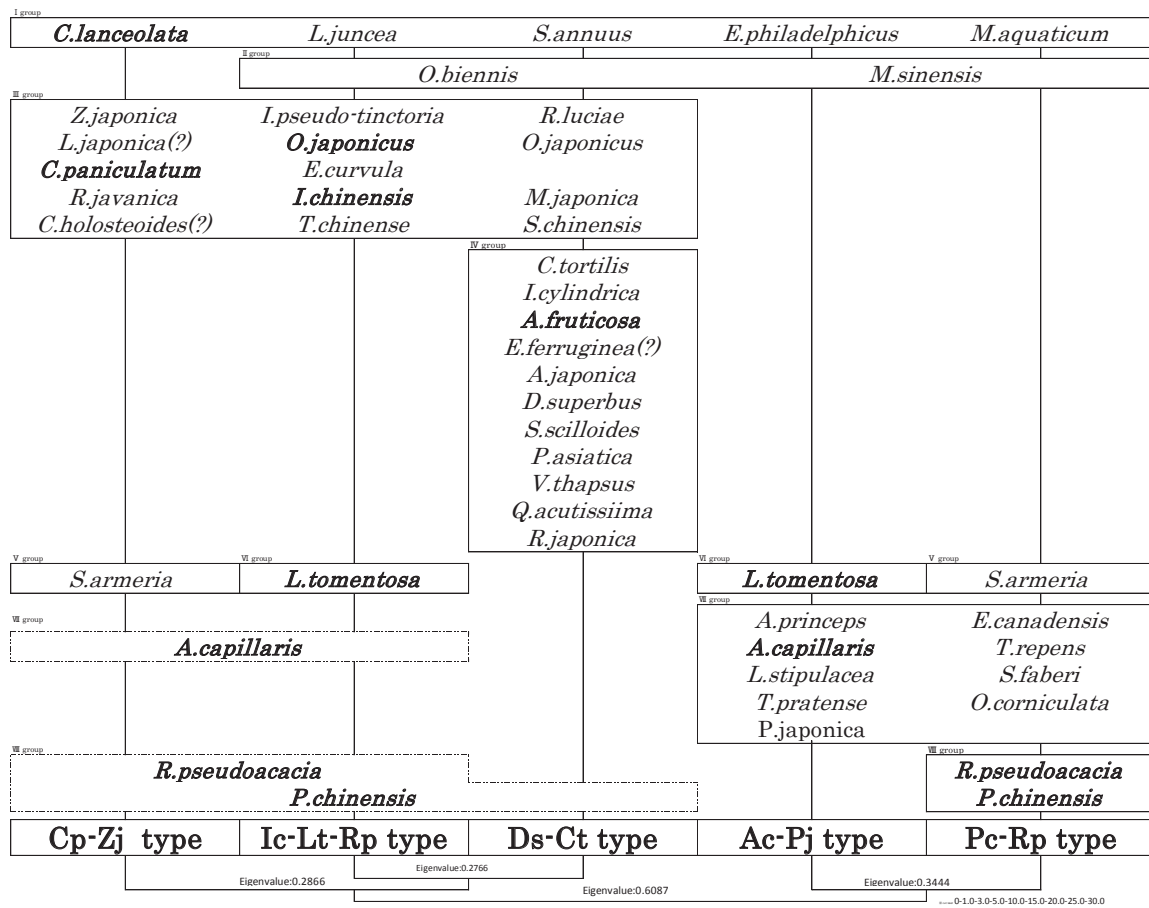 Ⅰ group
C.lanceolata L.juncea S.annuus E.philadelphicus M.aquaticum
Ⅱ group
O.biennis M.sinensis
Ⅲ group
Z.japonica I.pseudo-tinctoria R.luciae
L.japonica(?) O.japonicus O.japonica
C.paniculatum E.curvula
R.javanica I.chinensis M.japonica
C.holosteoides(?) T.chinense S.chinensis
Ⅳ group
C.tortilis
I.cylindrica
A.fruticosa
E.ferruginea(?)
A.japonica
D.superbus
S.scilloides
P.asiatica
V.thapsus
Q.acutissiima
R.japonica
Ⅴ group Ⅵ group Ⅵ group Ⅴ group
S.armeria L.tomentosa L.tomentosa S.armeria
Ⅶ group Ⅶ group
A.princeps E.canadensis
A.capillaris A.capillaris T.repens
L.stipulacea S.faberi
T.pratense O.corniculata
P.japonica
Ⅷ group Ⅷ group
R.pseudoacacia R.pseudoacacia
P.chinensis P.chinensis
Cp-Zj type Ic-Lt-Rp type Ds-Ct type Ac-Pj type Pc-Rp type
Eigenvalue:0.2766
Eigenvalue:0.2866 Eigenvalue:0.6087 Eigenvalue:0.3444
0-1.0-3.0-5.0-10.0-15.0-20.0-25.0-30.0